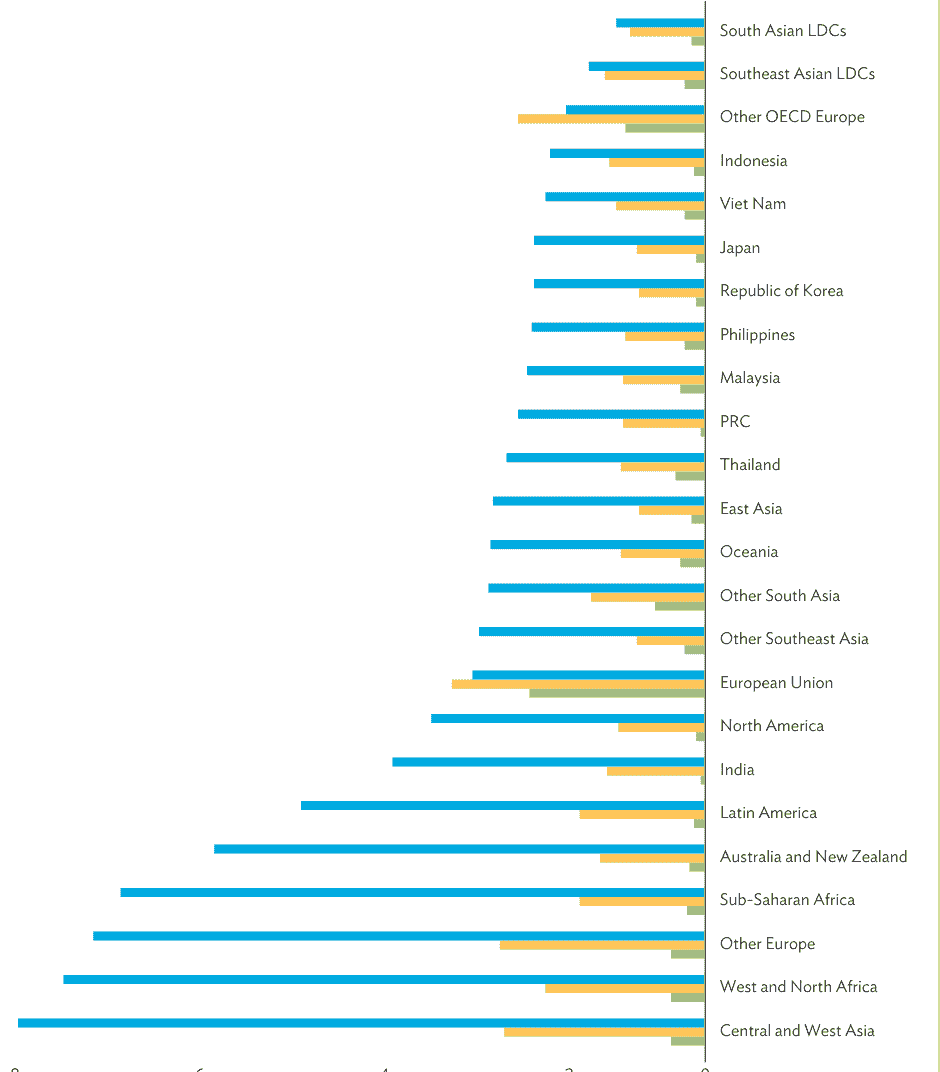 South Asian LDCs
Southeast Asian LDCs
Other OECD Europe
Indonesia
Viet Nam
Japan
Republic of Korea
Philippines
Malaysia
PRC
Thailand
East Asia
Oceania
Other South Asia
Other Southeast Asia
European Union
North America
India
Latin America
Australia and New Zealand
Sub-Saharan Africa
Other Europe
West and North Africa
Central and West Asia